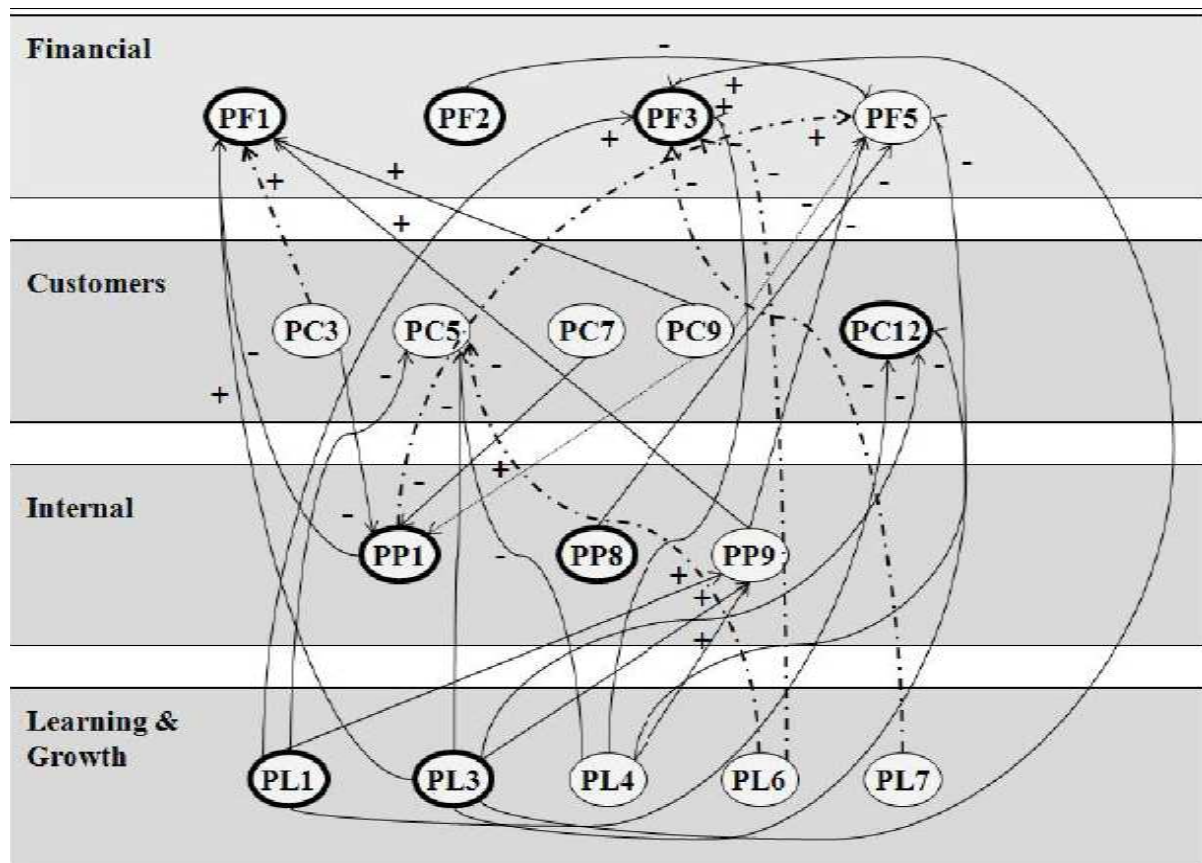 Financial
-
+
+
PF1
PF2
PF3
PF5
+
-
+
-
+
+
-
-
-
-
+
-
Customers
PC3
PC5
PC7
PC9
PC12
-
-
-
-
-
+
-
-
+
-
Internal
-
PP1
PP8
PP9
-
+
+
+
Learning &
Growth
PL1
PL3
PL4
PL6
PL7